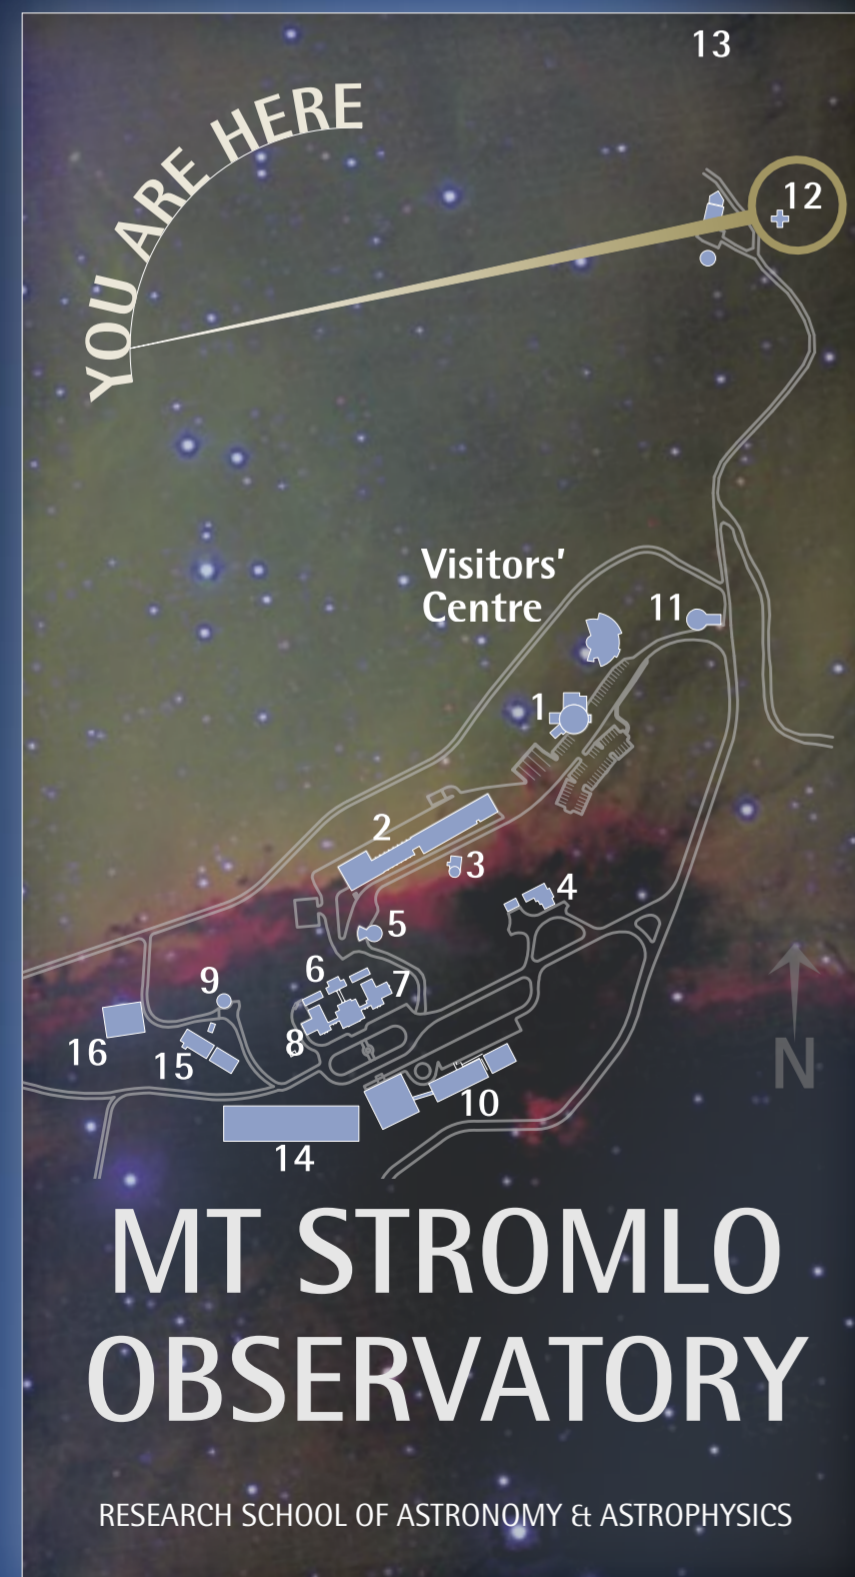 13
YOU ARE HERE
12
Visitors’
Centre
11
1
2
3
4
5
6
7
9
8
16
15
10
14
N
MT STROMLO
OBSERVATORY
RESEARCH SCHOOL OF ASTRONOMY & ASTROPHYSICS